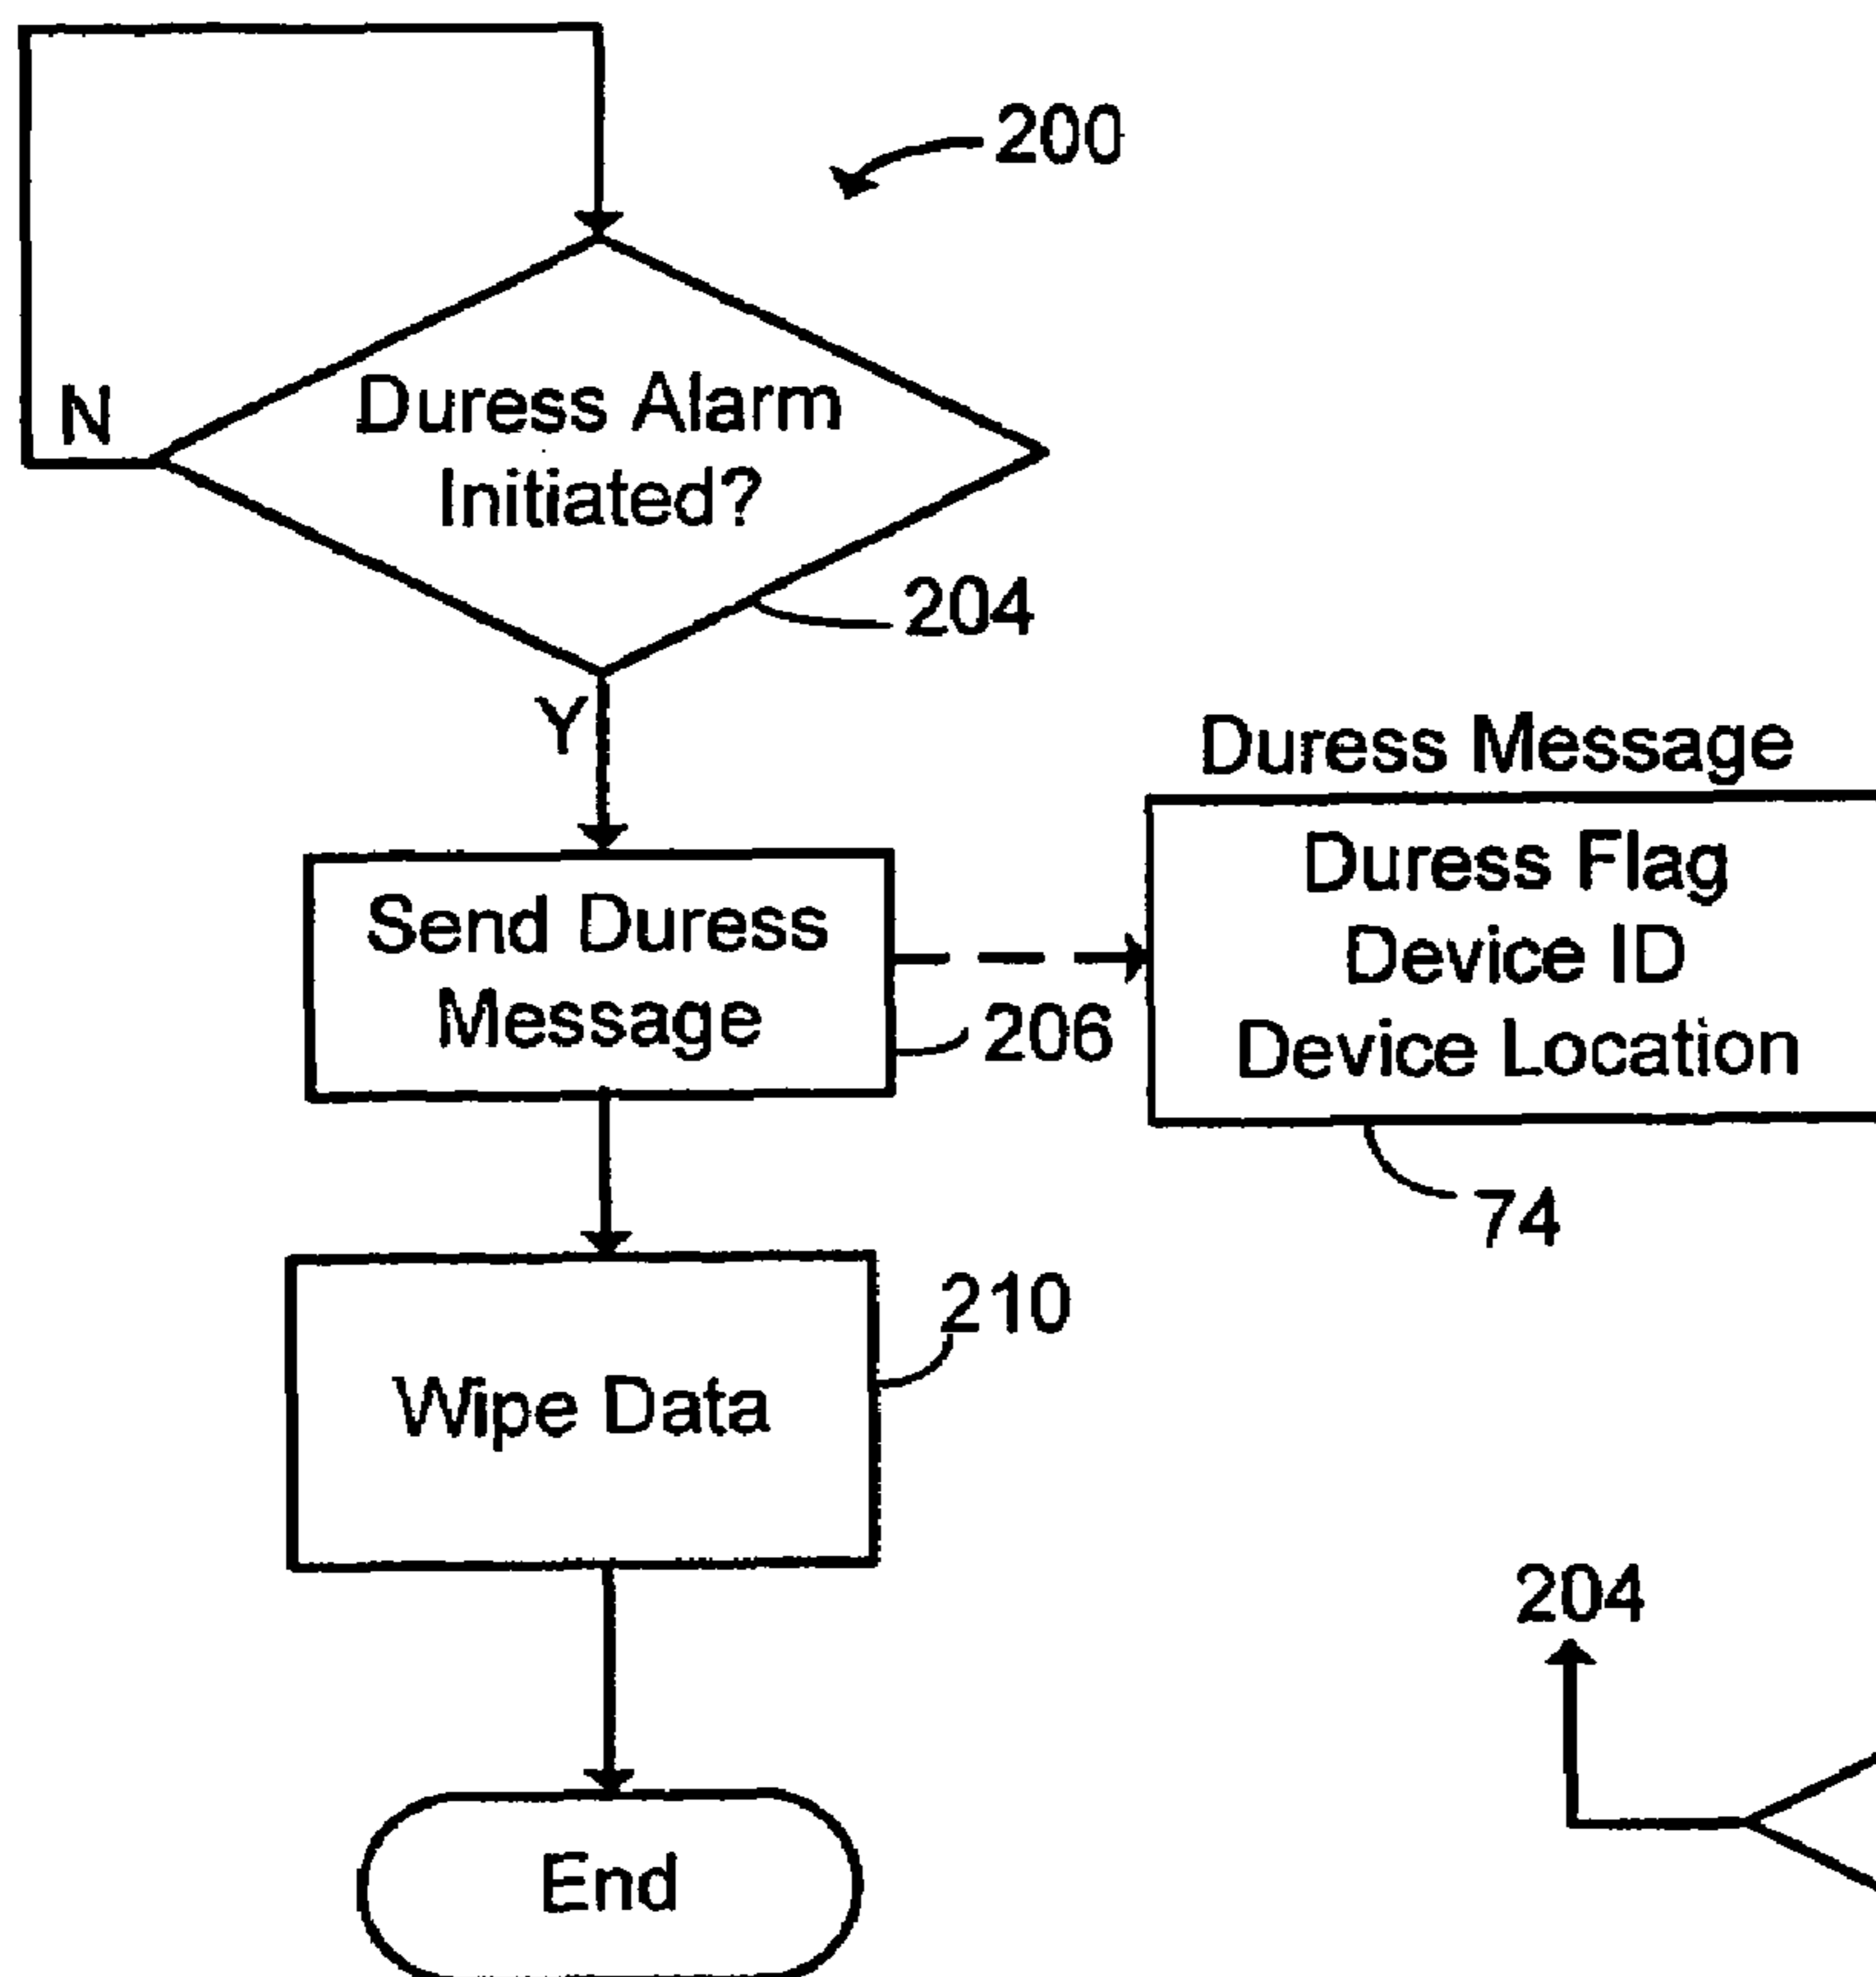 200
N
Duress Alarm
Initiated?
204
Y
Duress Message
Duress Flag
Device ID
Device Location
74
Send Duress
Message
206
210
Wipe Data
204
End